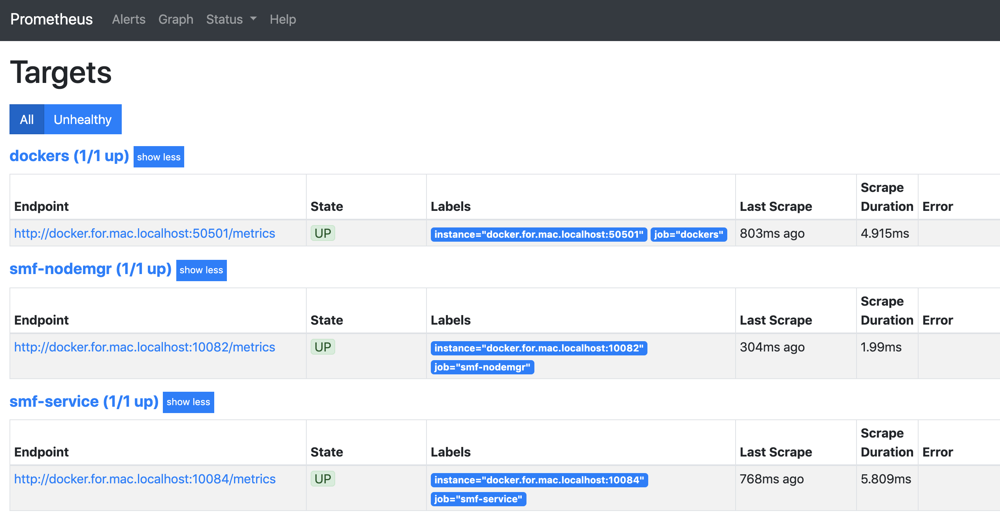 Prometheus Alerts Graph Status Help
Targets
All Unhealthy
dockers (1/1 up) show less
Endpoint State Labels Last Scrape Scrape Duration Error
http://docker.for.mac.localhost:50501/metrics UP instance="docker.for.mac.localhost:50501" job="dockers" 803ms ago 4.915ms
smf-nodemgr (1/1 up) show less
Endpoint State Labels Last Scrape Scrape Duration Error
http://docker.for.mac.localhost:10082/metrics UP instance="docker.for.mac.localhost:10082" 304ms ago 1.99ms
job="smf-nodemgr"
smf-service (1/1 up) show less
Endpoint State Labels Last Scrape Scrape Duration Error
http://docker.for.mac.localhost:10084/metrics UP instance="docker.for.mac.localhost:10084" 768ms ago 5.809ms
job="smf-service"